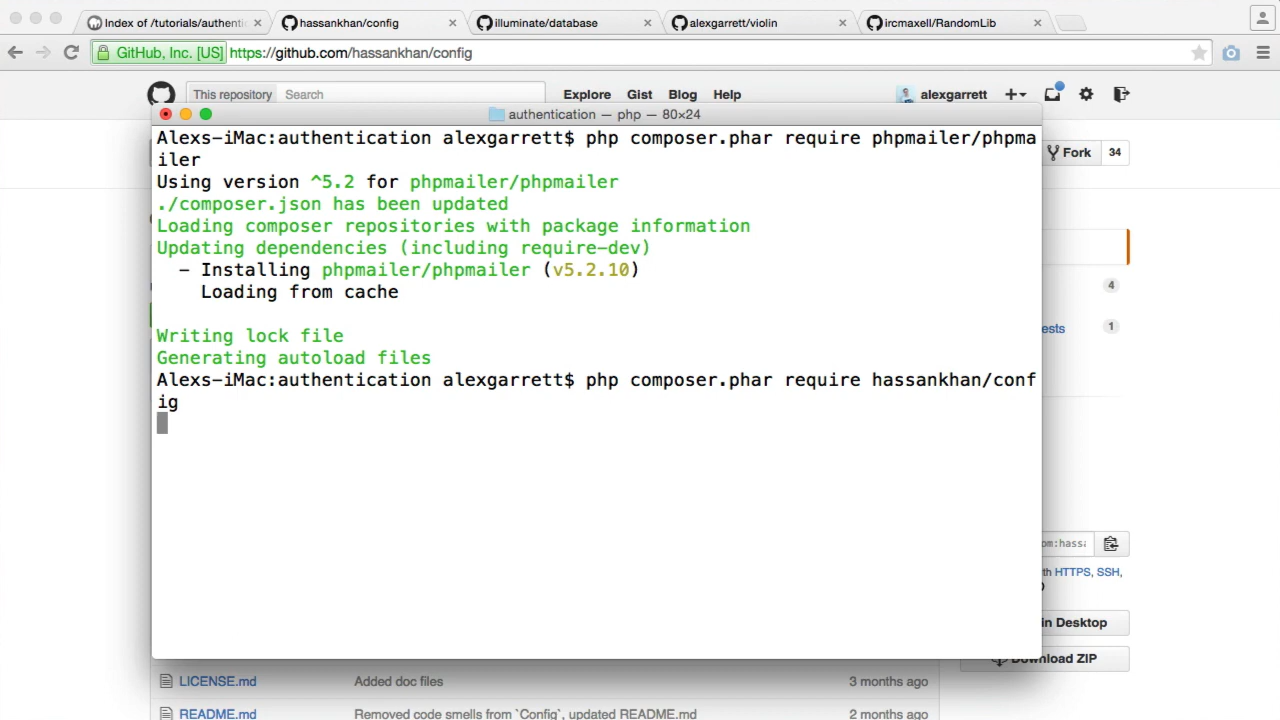 Index of /tutorials/authenti
hassankhan/config
illuminate/database
alexgarrett/violin
ircmaxell/RandomLib
GitHub, Inc. [US] https://github.com/hassankhan/config
This repository Search Explore Gist Blog Help alexgarrett
authentication — php — 80×24
Alexs-iMac:authentication alexgarrett$ php composer.phar require phpmailer/phpma
iler
Fork 34
Using version ^5.2 for phpmailer/phpmailer
./composer.json has been updated
Loading composer repositories with package information
Updating dependencies (including require-dev)
- Installing phpmailer/phpmailer (v5.2.10)
Loading from cache
4
ests 1
Writing lock file
Generating autoload files
Alexs-iMac:authentication alexgarrett$ php composer.phar require hassankhan/conf
ig
om:hassa
th HTTPS, SSH,
in Desktop
Download ZIP
LICENSE.md Added doc files 3 months ago
README.md Removed code smells from `Config`, updated README.md 2 months ago